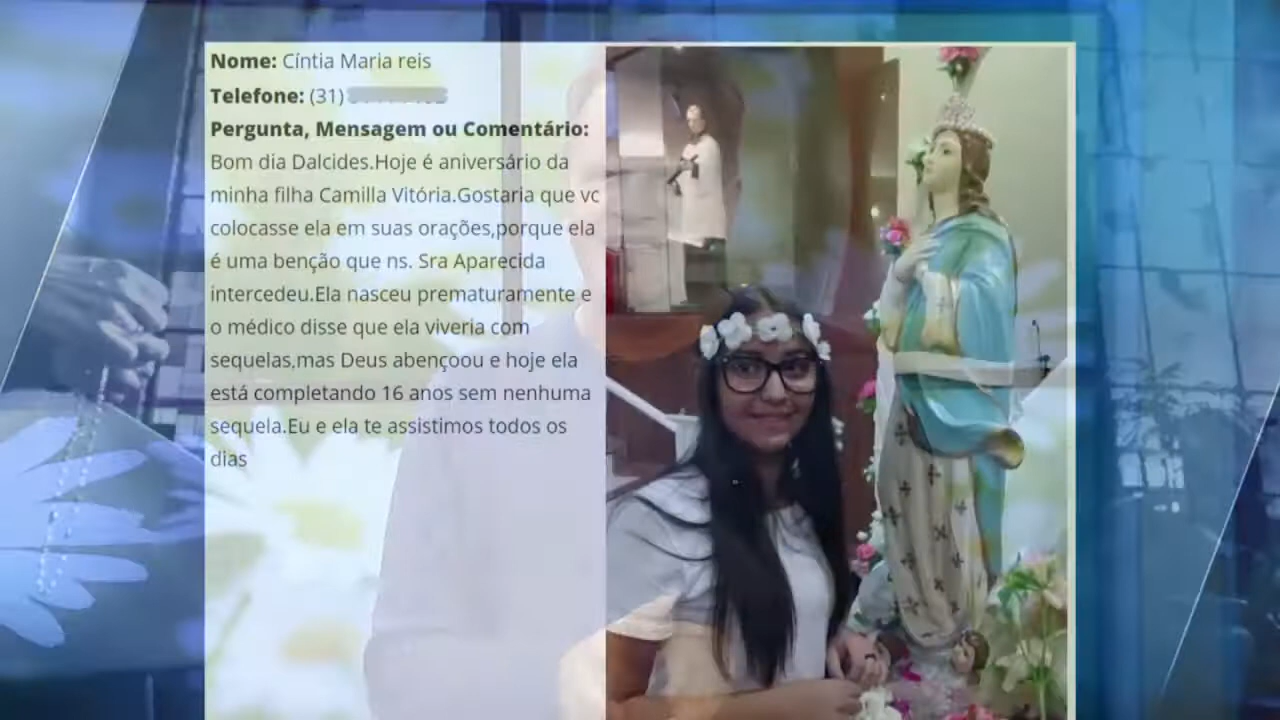 Nome: Cíntia Maria reis
Telefone: (31)
Pergunta, Mensagem ou Comentário:
Bom dia Dalcides.Hoje é aniversário da
minha filha Camilla Vitória.Gostaria que vc
colocasse ela em suas orações,porque ela
é uma benção que ns. Sra Aparecida
intercedeu.Ela nasceu prematuramente e
o médico disse que ela viveria com
sequelas,mas Deus abençoou e hoje ela
está completando 16 anos sem nenhuma
sequela.Eu e ela te assistimos todos os
dias